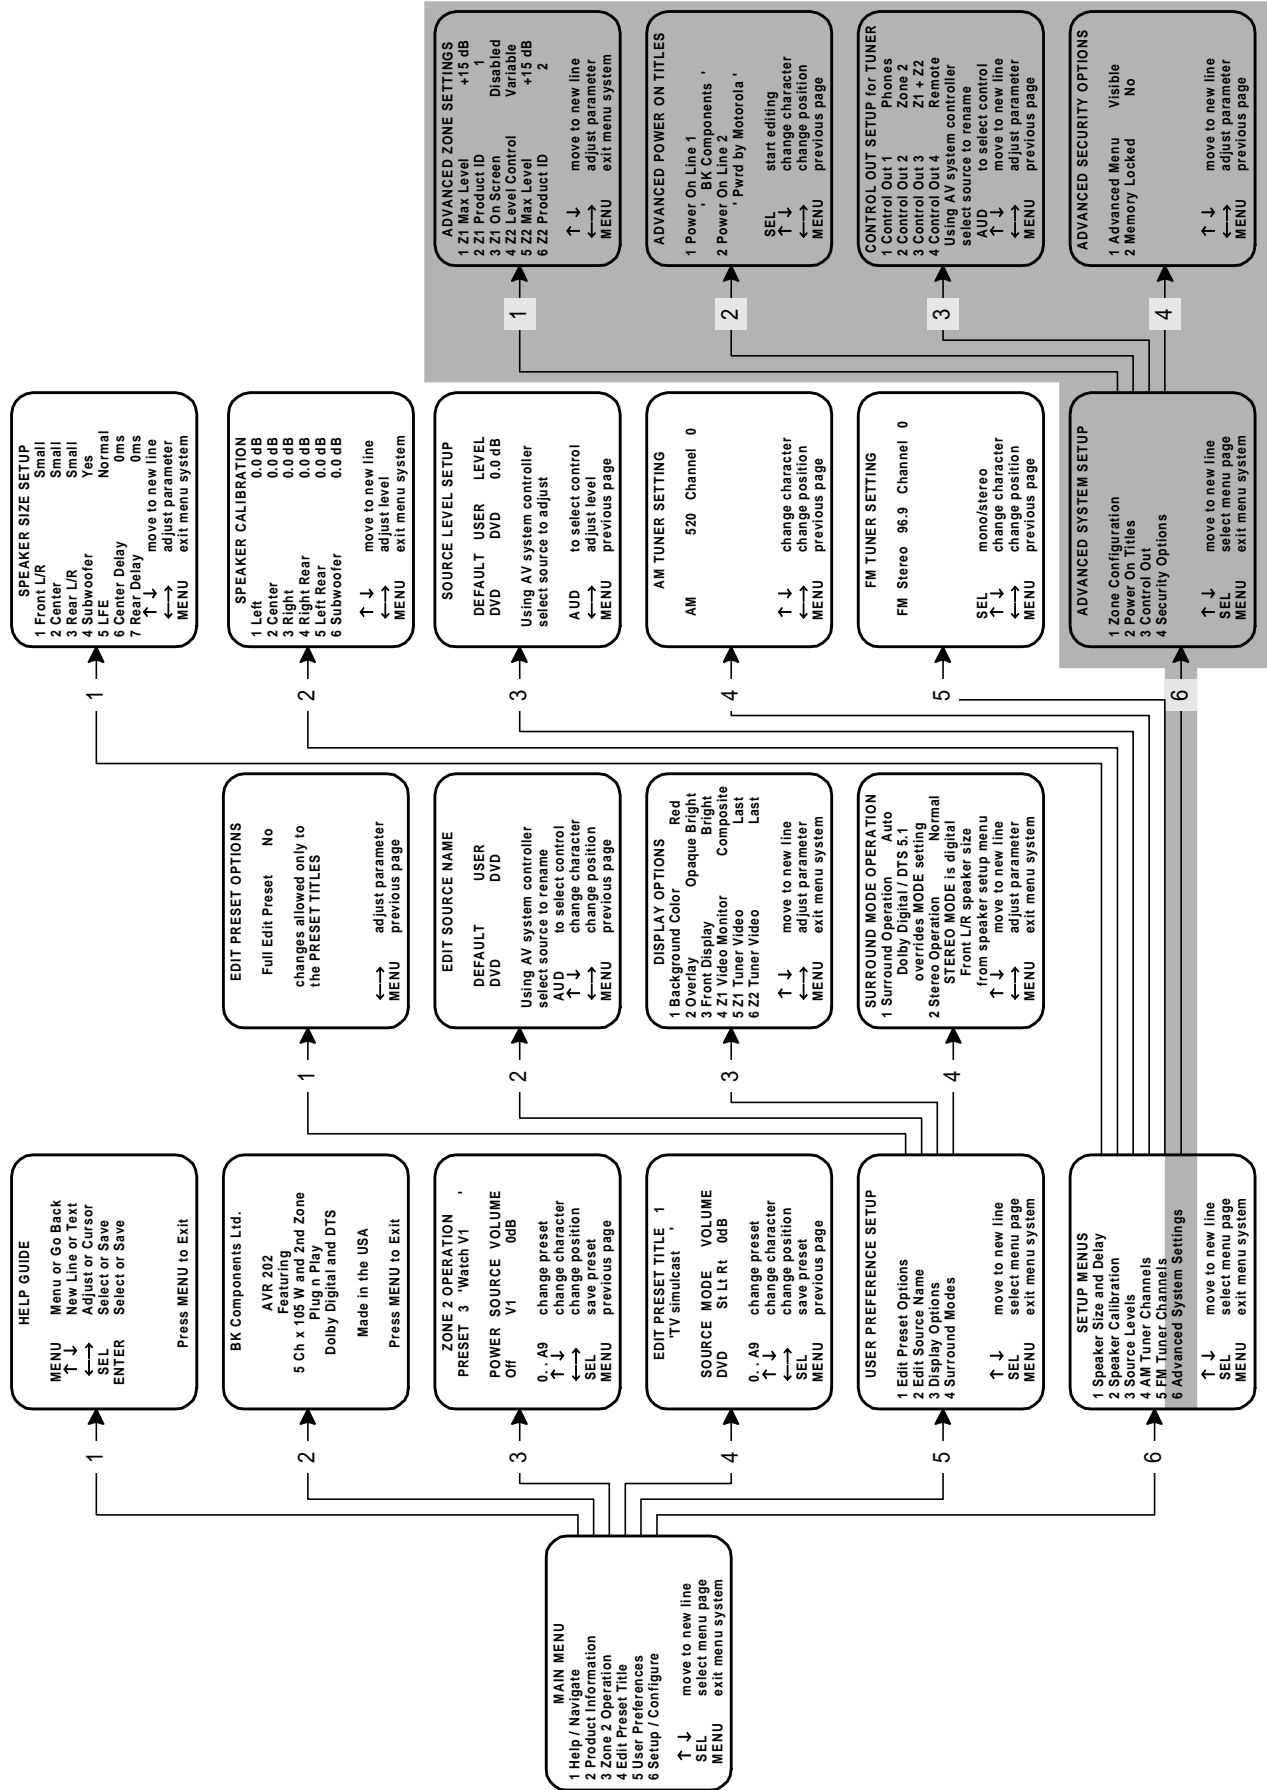 MAIN MENU
1 Help / Navigate
2 Product Information
3 Zone 2 Operation
4 Edit Preset Title
5 User Preferences
6 Setup / Configure
↑ ↓ move to new line
SEL select menu page
MENU exit menu system
1
HELP GUIDE
MENU Menu or Go Back
↑ ↓ New Line or Text
←→ Adjust or Cursor
SEL Select or Save
ENTER Select or Save
Press MENU to Exit
2
BK Components Ltd.
AVR 202
Featuring
5 Ch x 105 W and 2nd Zone
Plug n Play
Dolby Digital and DTS
Made in the USA
Press MENU to Exit
3
ZONE 2 OPERATION
PRESET 3 'Watch V1 '
POWER SOURCE VOLUME
Off V1 0dB
0. . A9 change preset
↑ ↓ change character
←→ change position
SEL save preset
MENU previous page
4
EDIT PRESET TITLE 1
'TV simulcast '
SOURCE MODE VOLUME
DVD St Lt Rt 0dB
0. . A9 change preset
↑ ↓ change character
←→ change position
SEL save preset
MENU previous page
5
USER PREFERENCE SETUP
1 Edit Preset Options
2 Edit Source Name
3 Display Options
4 Surround Modes
↑ ↓ move to new line
SEL select menu page
MENU exit menu system
6
SETUP MENUS
1 Speaker Size and Delay
2 Speaker Calibration
3 Source Levels
4 AM Tuner Channels
5 FM Tuner Channels
6 Advanced System Settings
↑ ↓ move to new line
SEL select menu page
MENU exit menu system
1
EDIT PRESET OPTIONS
Full Edit Preset No
changes allowed only to
the PRESET TITLES
←→ adjust parameter
MENU previous page
2
EDIT SOURCE NAME
DEFAULT USER
DVD DVD
Using AV system controller
select source to rename
AUD to select control
↑ ↓ change character
←→ change position
MENU previous page
3
DISPLAY OPTIONS
1 Background Color Red
2 Overlay Opaque Bright
3 Front Display Bright
4 Z1 Video Monitor Composite
5 Z1 Tuner Video Last
6 Z2 Tuner Video Last
↑ ↓ move to new line
←→ adjust parameter
MENU exit menu system
4
SURROUND MODE OPERATION
1 Surround Operation Auto
Dolby Digital / DTS 5.1
overrides MODE setting
2 Stereo Operation Normal
STEREO MODE is digital
Front L/R speaker size
from speaker setup menu
↑ ↓ move to new line
←→ adjust parameter
MENU exit menu system
1
SPEAKER SIZE SETUP
1 Front L/R Small
2 Center Small
3 Rear L/R Small
4 Subwoofer Yes
5 LFE Normal
6 Center Delay 0ms
7 Rear Delay 0ms
↑ ↓ move to new line
←→ adjust parameter
MENU exit menu system
2
SPEAKER CALIBRATION
1 Left 0.0 dB
2 Center 0.0 dB
3 Right 0.0 dB
4 Right Rear 0.0 dB
5 Left Rear 0.0 dB
6 Subwoofer 0.0 dB
↑ ↓ move to new line
←→ adjust level
MENU exit menu system
3
SOURCE LEVEL SETUP
DEFAULT USER LEVEL
DVD DVD 0.0 dB
Using AV system controller
select source to adjust
AUD to select control
←→ adjust level
MENU previous page
4
AM TUNER SETTING
AM 520 Channel 0
↑ ↓ change character
←→ change position
MENU previous page
5
FM TUNER SETTING
FM Stereo 96.9 Channel 0
SEL mono/stereo
↑ ↓ change character
←→ change position
MENU previous page
6
ADVANCED SYSTEM SETUP
1 Zone Configuration
2 Power On Titles
3 Control Out
4 Security Options
↑ ↓ move to new line
SEL select menu page
MENU exit menu system
1
ADVANCED ZONE SETTINGS
1 Z1 Max Level +15 dB
2 Z1 Product ID 1
3 Z1 On Screen Disabled
4 Z2 Level Control Variable
5 Z2 Max Level +15 dB
6 Z2 Product ID 2
↑ ↓ move to new line
←→ adjust parameter
MENU exit menu system
2
ADVANCED POWER ON TITLES
1 Power On Line 1
' BK Components '
2 Power On Line 2
' Pwrd by Motorola '
SEL start editing
↑ ↓ change character
←→ change position
MENU previous page
3
CONTROL OUT SETUP for TUNER
1 Control Out 1 Phones
2 Control Out 2 Zone 2
3 Control Out 3 Z1 + Z2
4 Control Out 4 Remote
Using AV system controller
select source to rename
AUD to select control
↑ ↓ move to new line
←→ adjust parameter
MENU previous page
4
ADVANCED SECURITY OPTIONS
1 Advanced Menu Visible
2 Memory Locked No
↑ ↓ move to new line
←→ adjust parameter
MENU previous page